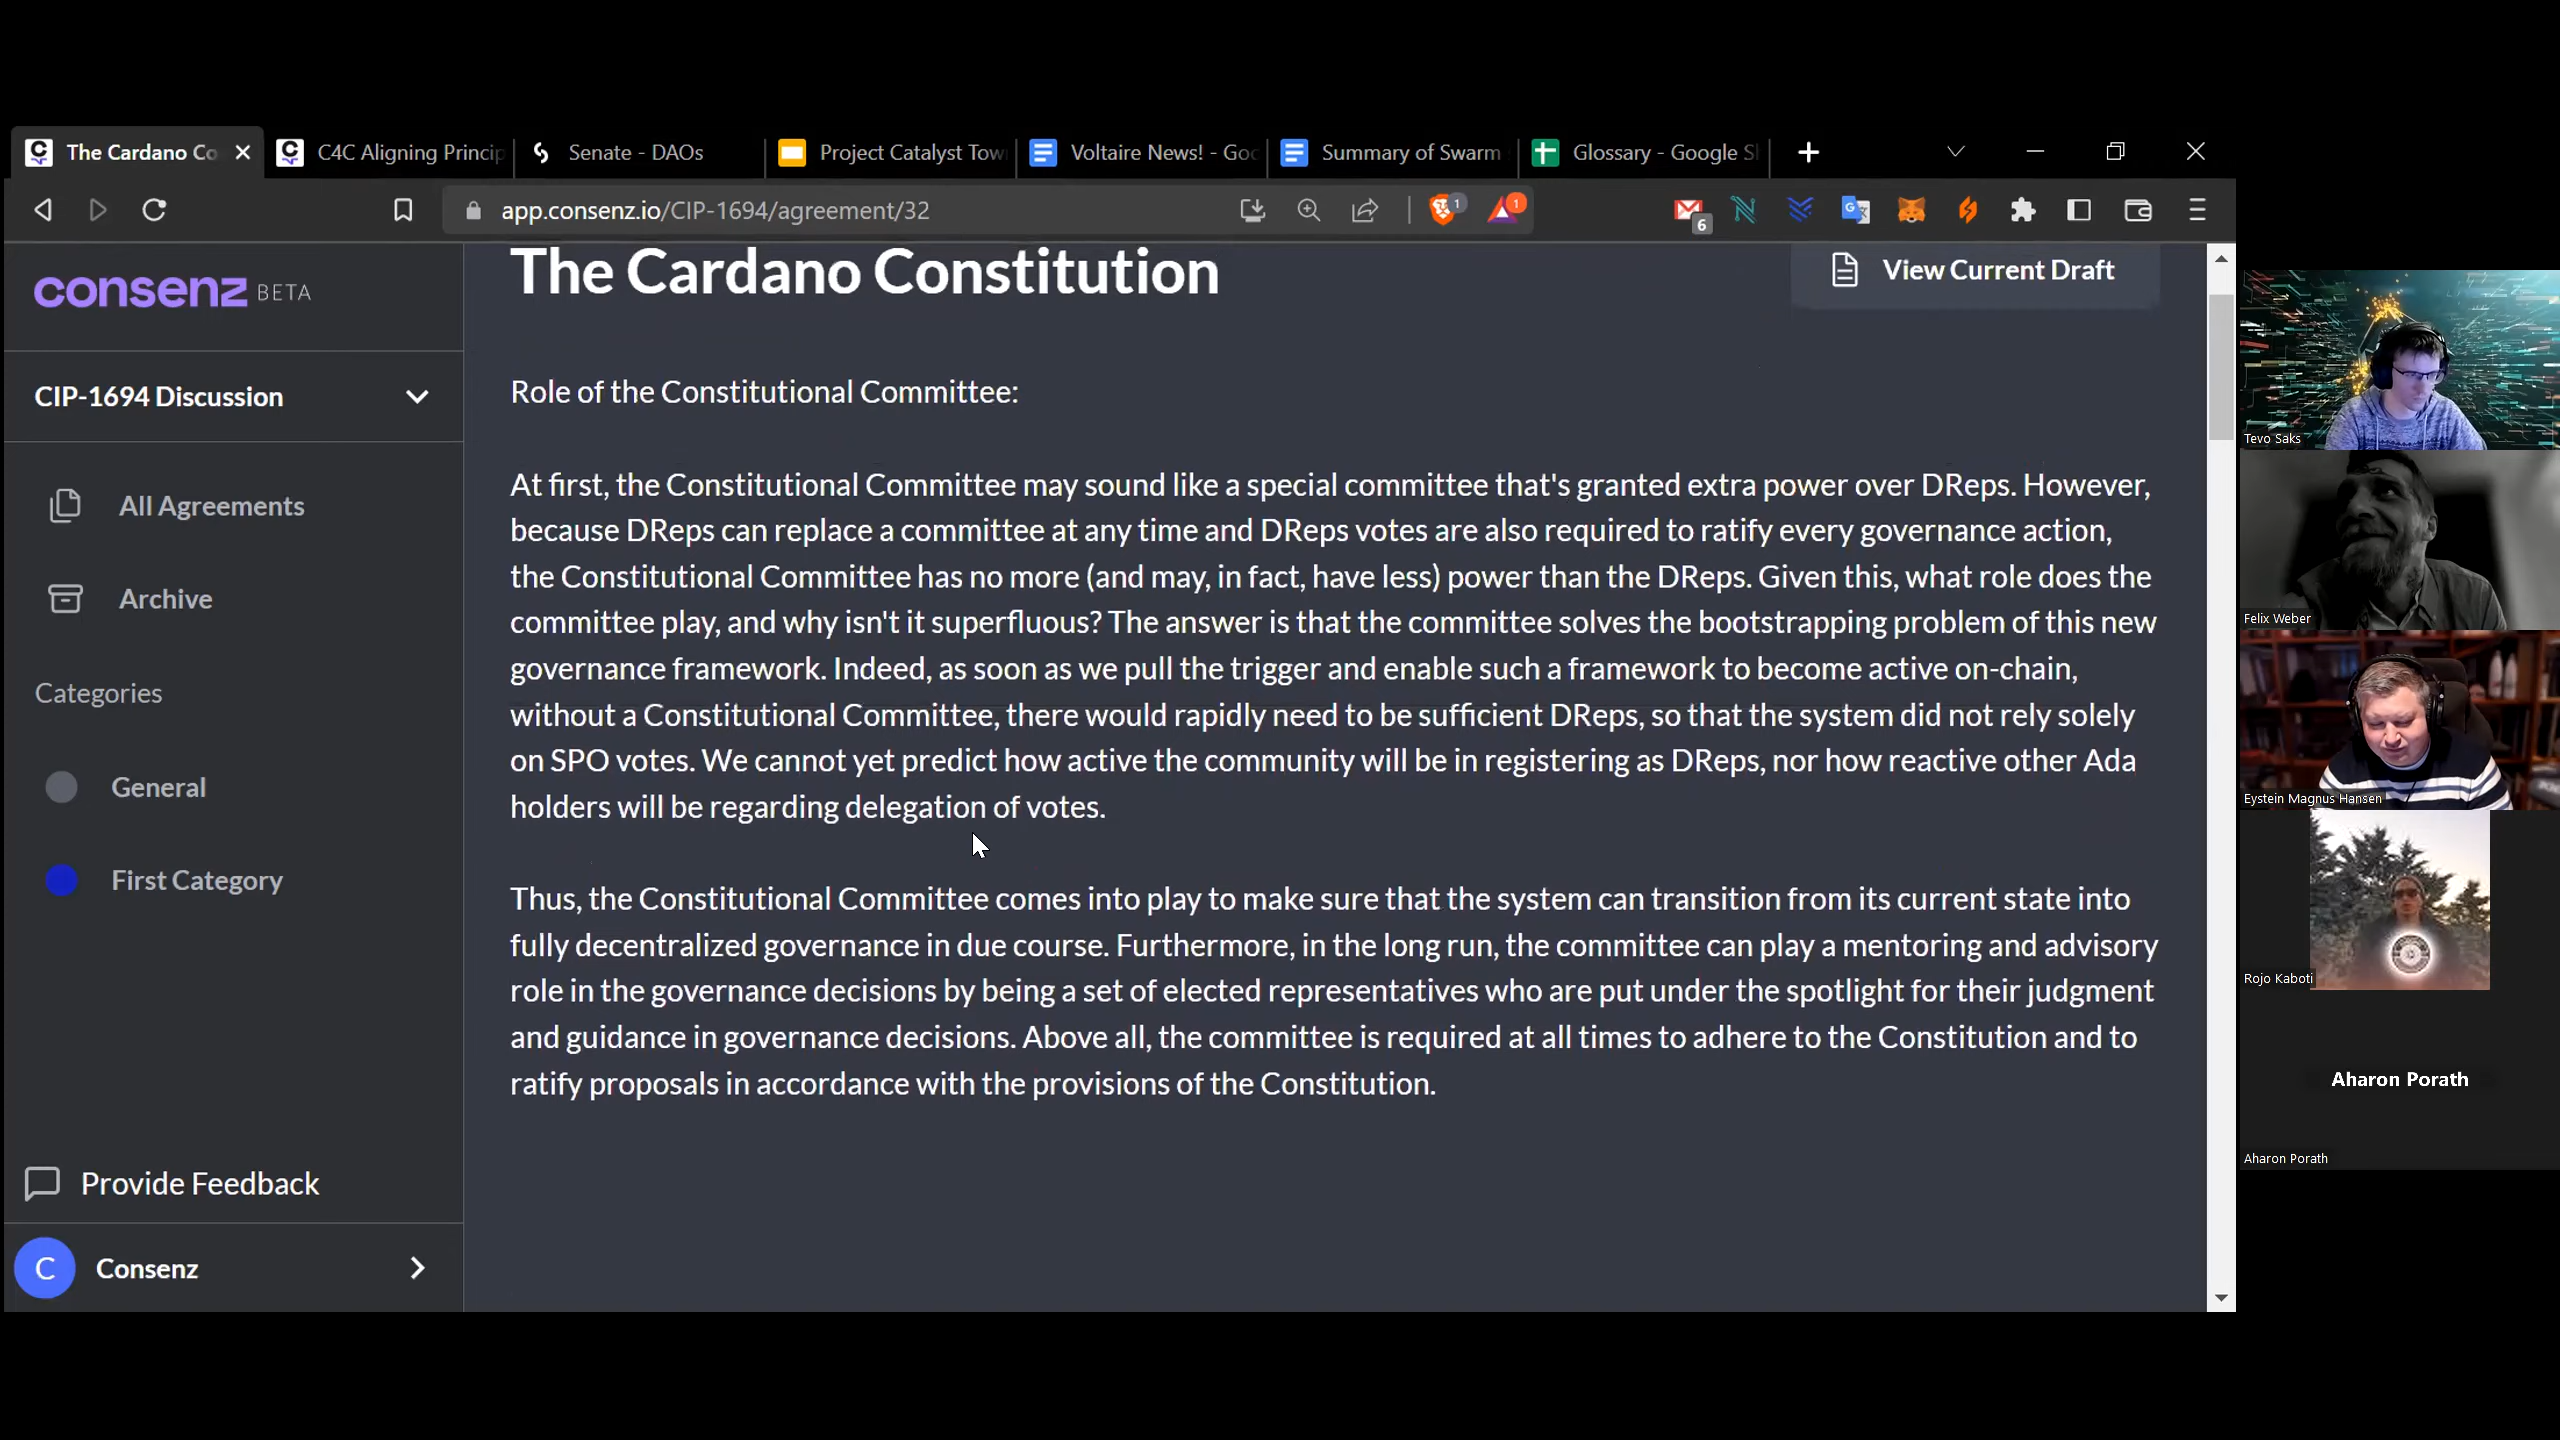 The Cardano Co
C4C Aligning Princip
Senate - DAOs
Project Catalyst Tow
Voltaire News! - Goo
Summary of Swarm
Glossary - Google S
app.consenz.io/CIP-1694/agreement/32
1
1
6
consenz BETA
CIP-1694 Discussion
All Agreements
Archive
Categories
General
First Category
Provide Feedback
C
Consenz
The Cardano Constitution
View Current Draft
Role of the Constitutional Committee:
At first, the Constitutional Committee may sound like a special committee that's granted extra power over DReps. However,
because DReps can replace a committee at any time and DReps votes are also required to ratify every governance action,
the Constitutional Committee has no more (and may, in fact, have less) power than the DReps. Given this, what role does the
committee play, and why isn't it superfluous? The answer is that the committee solves the bootstrapping problem of this new
governance framework. Indeed, as soon as we pull the trigger and enable such a framework to become active on-chain,
without a Constitutional Committee, there would rapidly need to be sufficient DReps, so that the system did not rely solely
on SPO votes. We cannot yet predict how active the community will be in registering as DReps, nor how reactive other Ada
holders will be regarding delegation of votes.
Thus, the Constitutional Committee comes into play to make sure that the system can transition from its current state into
fully decentralized governance in due course. Furthermore, in the long run, the committee can play a mentoring and advisory
role in the governance decisions by being a set of elected representatives who are put under the spotlight for their judgment
and guidance in governance decisions. Above all, the committee is required at all times to adhere to the Constitution and to
ratify proposals in accordance with the provisions of the Constitution.
Tevo Saks
Felix Weber
Eystein Magnus Hansen
Rojo Kaboti
Aharon Porath
Aharon Porath